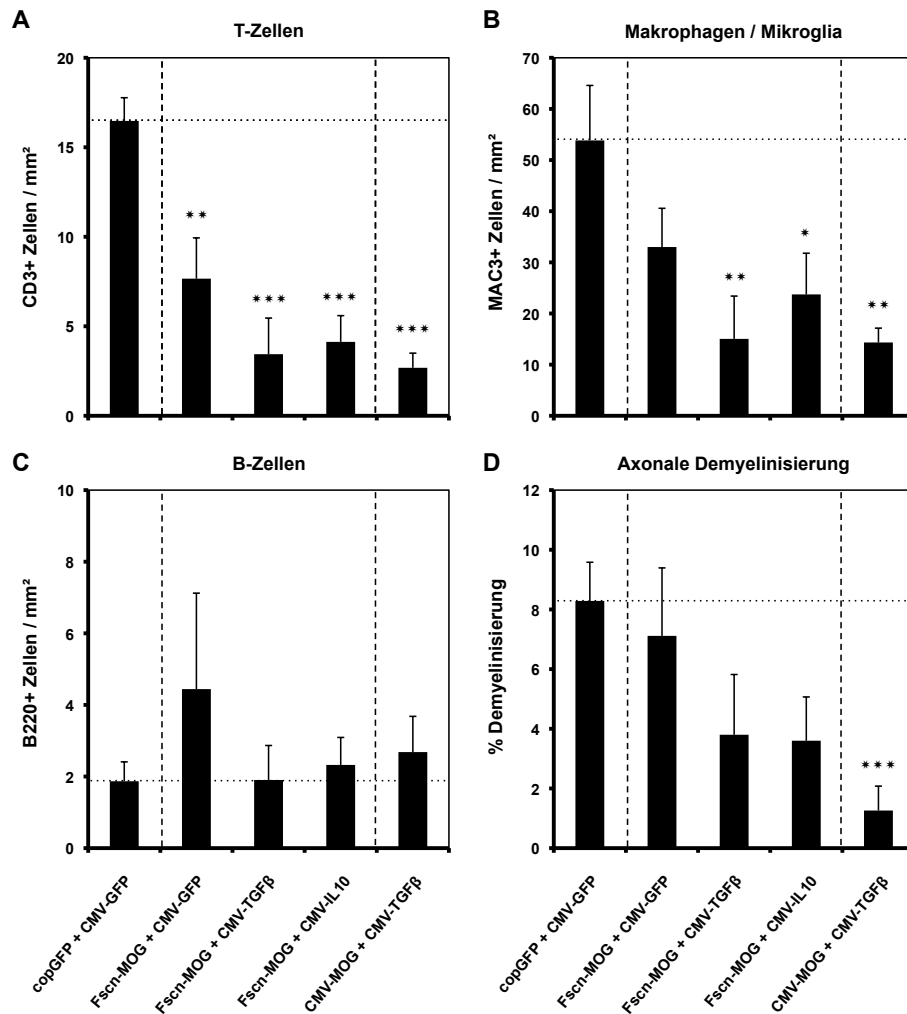 A
T-Zellen
CD3+ Zellen / mm²
20
15
10
5
0
** 
***
***
***
B
Makrophagen / Mikroglia
MAC3+ Zellen / mm²
70
60
50
40
30
20
10
0
**
*
**
C
B-Zellen
B220+ Zellen / mm²
10
8
6
4
2
0
D
Axonale Demyelinisierung
% Demyelinisierung
12
10
8
6
4
2
0
***
copGFP + CMV-GFP
Fscn-MOG + CMV-GFP
Fscn-MOG + CMV-TGFβ
Fscn-MOG + CMV-IL10
CMV-MOG + CMV-TGFβ
copGFP + CMV-GFP
Fscn-MOG + CMV-GFP
Fscn-MOG + CMV-TGFβ
Fscn-MOG + CMV-IL10
CMV-MOG + CMV-TGFβ